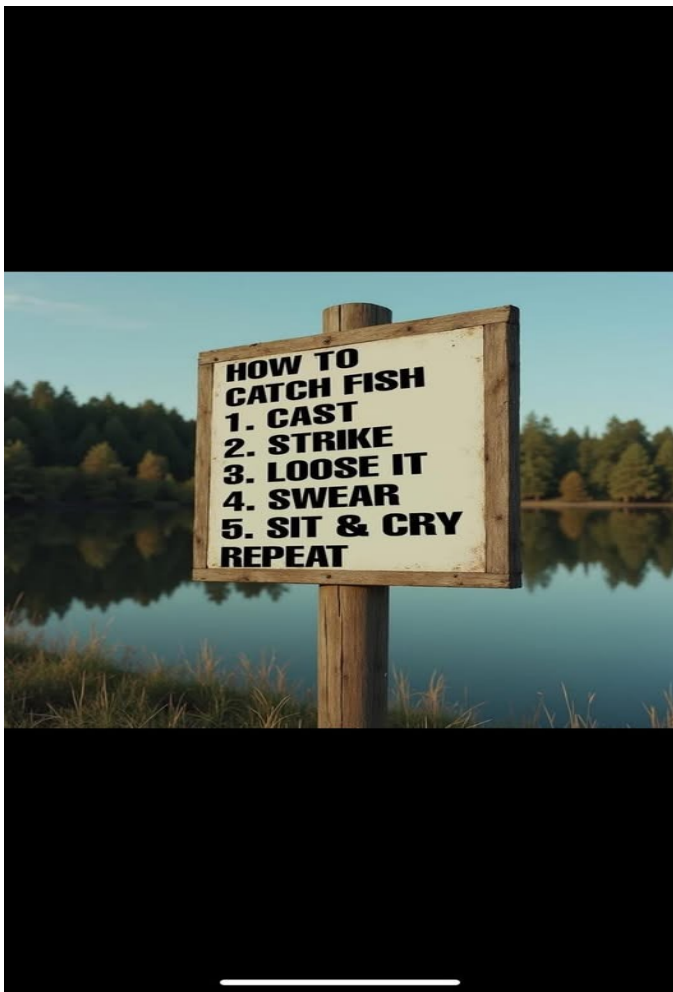 HOW TO
CATCH FISH
1. CAST
2. STRIKE
3. LOOSE IT
4. SWEAR
5. SIT & CRY
REPEAT